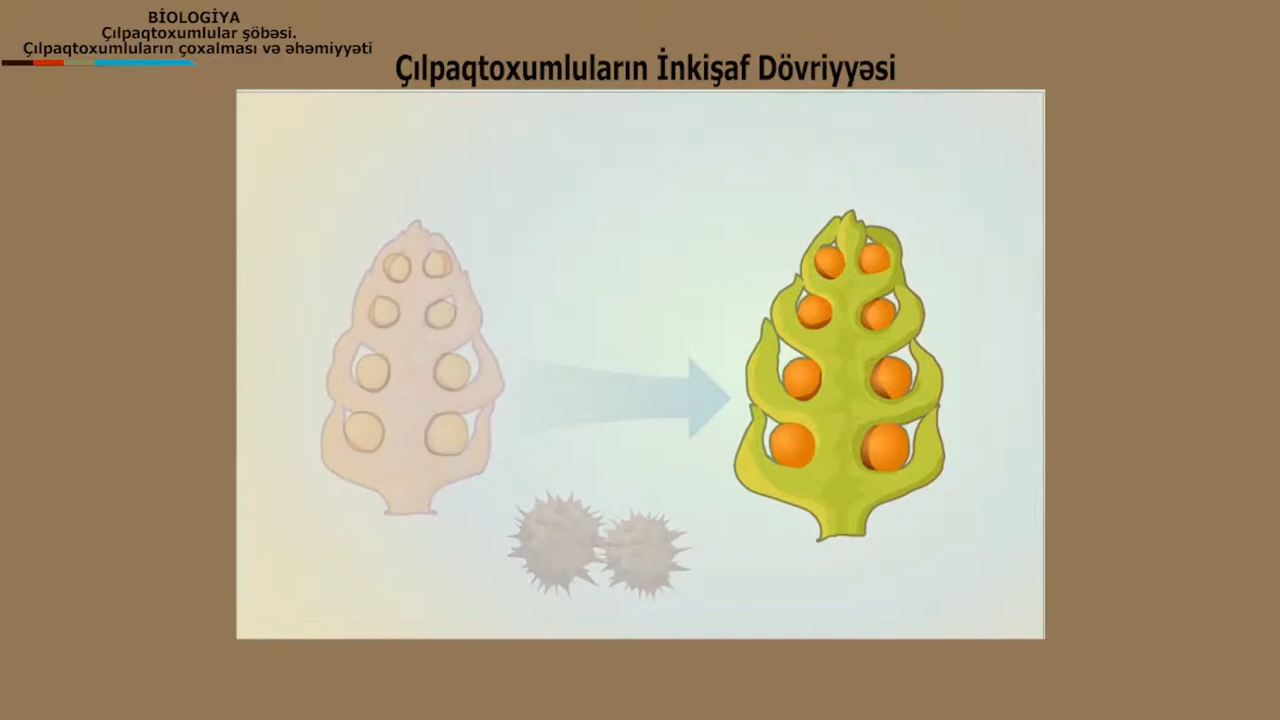 BİOLOGİYA
Çılpaqtoxumlular şöbəsi.
Çılpaqtoxumluların çoxalması və əhəmiyyəti
Çılpaqtoxumluların İnkişaf Dövriyyəsi